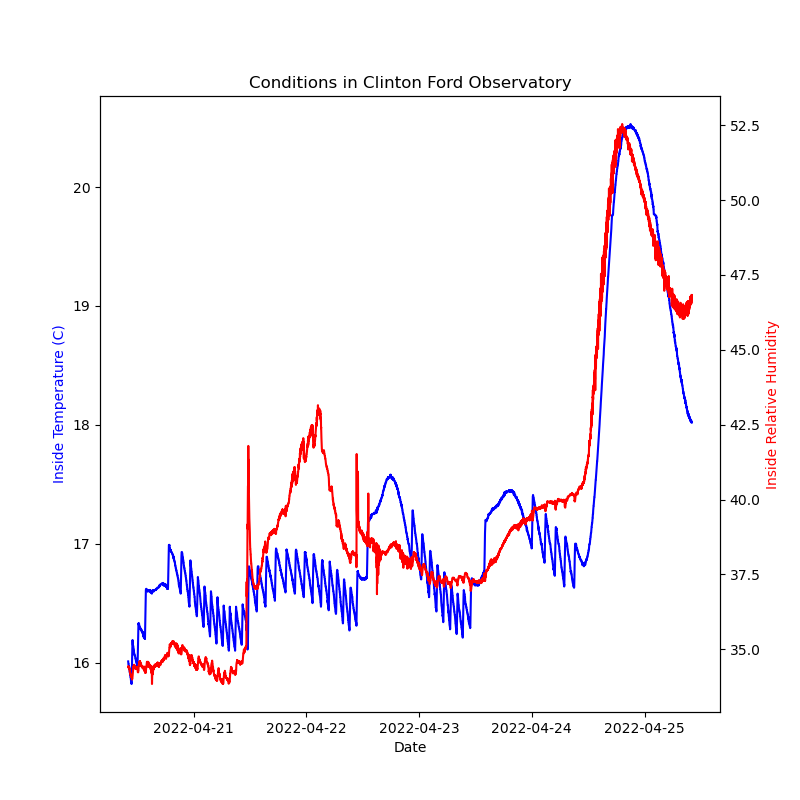 Conditions in Clinton Ford Observatory
Inside Temperature (C)
20
19
18
17
16
52.5
50.0
47.5
45.0
42.5
40.0
37.5
35.0
Inside Relative Humidity
2022-04-21 2022-04-22 2022-04-23 2022-04-24 2022-04-25
Date